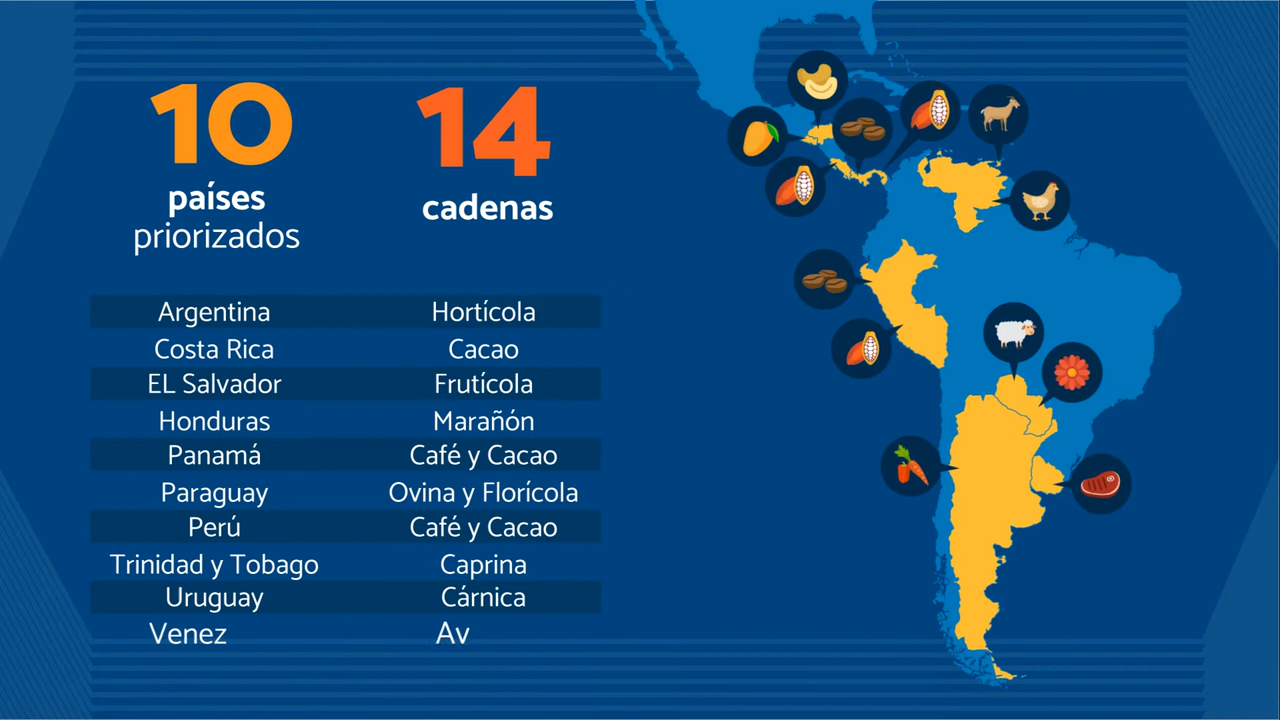 10
países
priorizados
14
cadenas
Argentina Hortícola
Costa Rica Cacao
EL Salvador Frutícola
Honduras Marañón
Panamá Café y Cacao
Paraguay Ovina y Florícola
Perú Café y Cacao
Trinidad y Tobago Caprina
Uruguay Cárnica
Venez Av